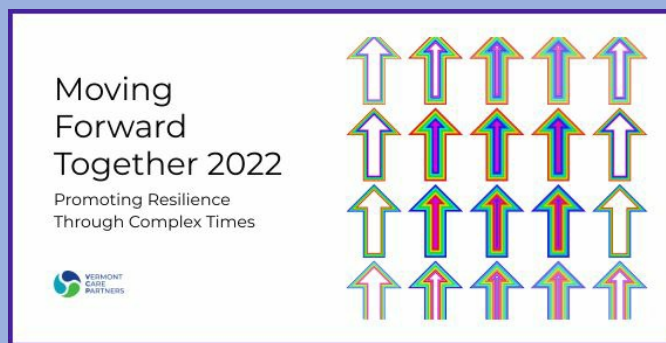 Moving
Forward
Together 2022
Promoting Resilience
Through Complex Times
VERMONT
CARE
PARTNERS